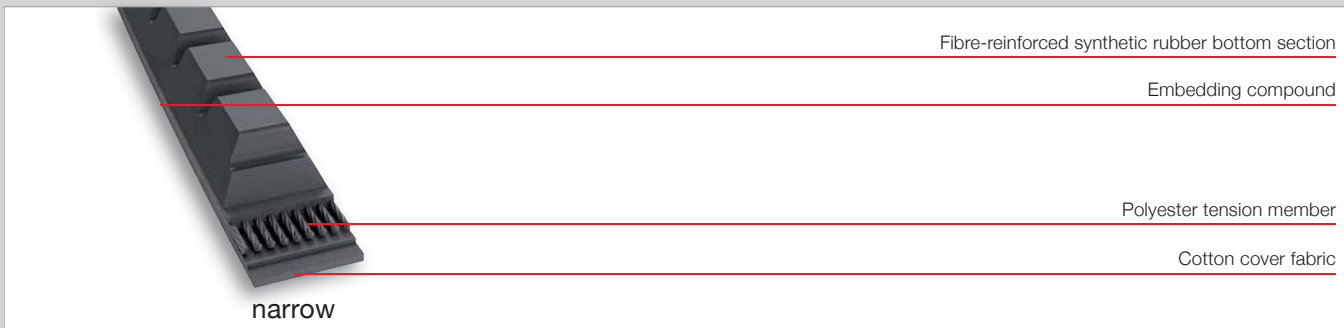 Fibre-reinforced synthetic rubber bottom section
Embedding compound
Polyester tension member
Cotton cover fabric
narrow